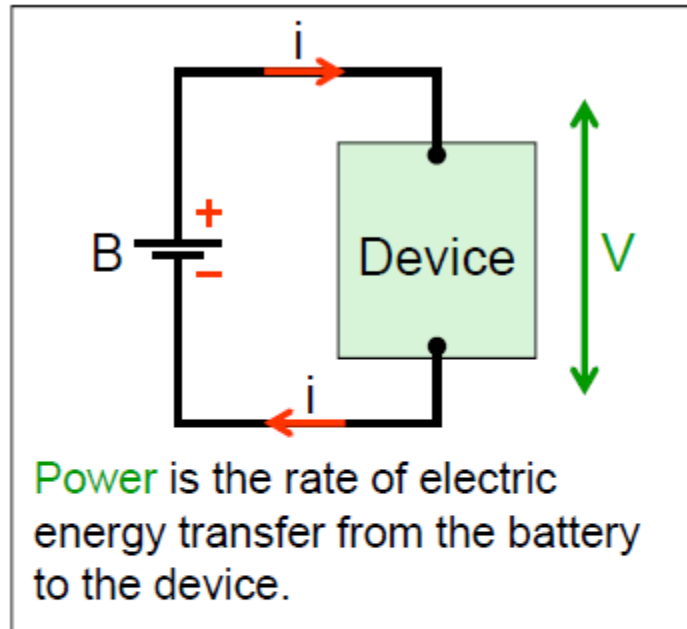 i
+
B
Device
V
–
i
Power is the rate of electric
energy transfer from the battery
to the device.